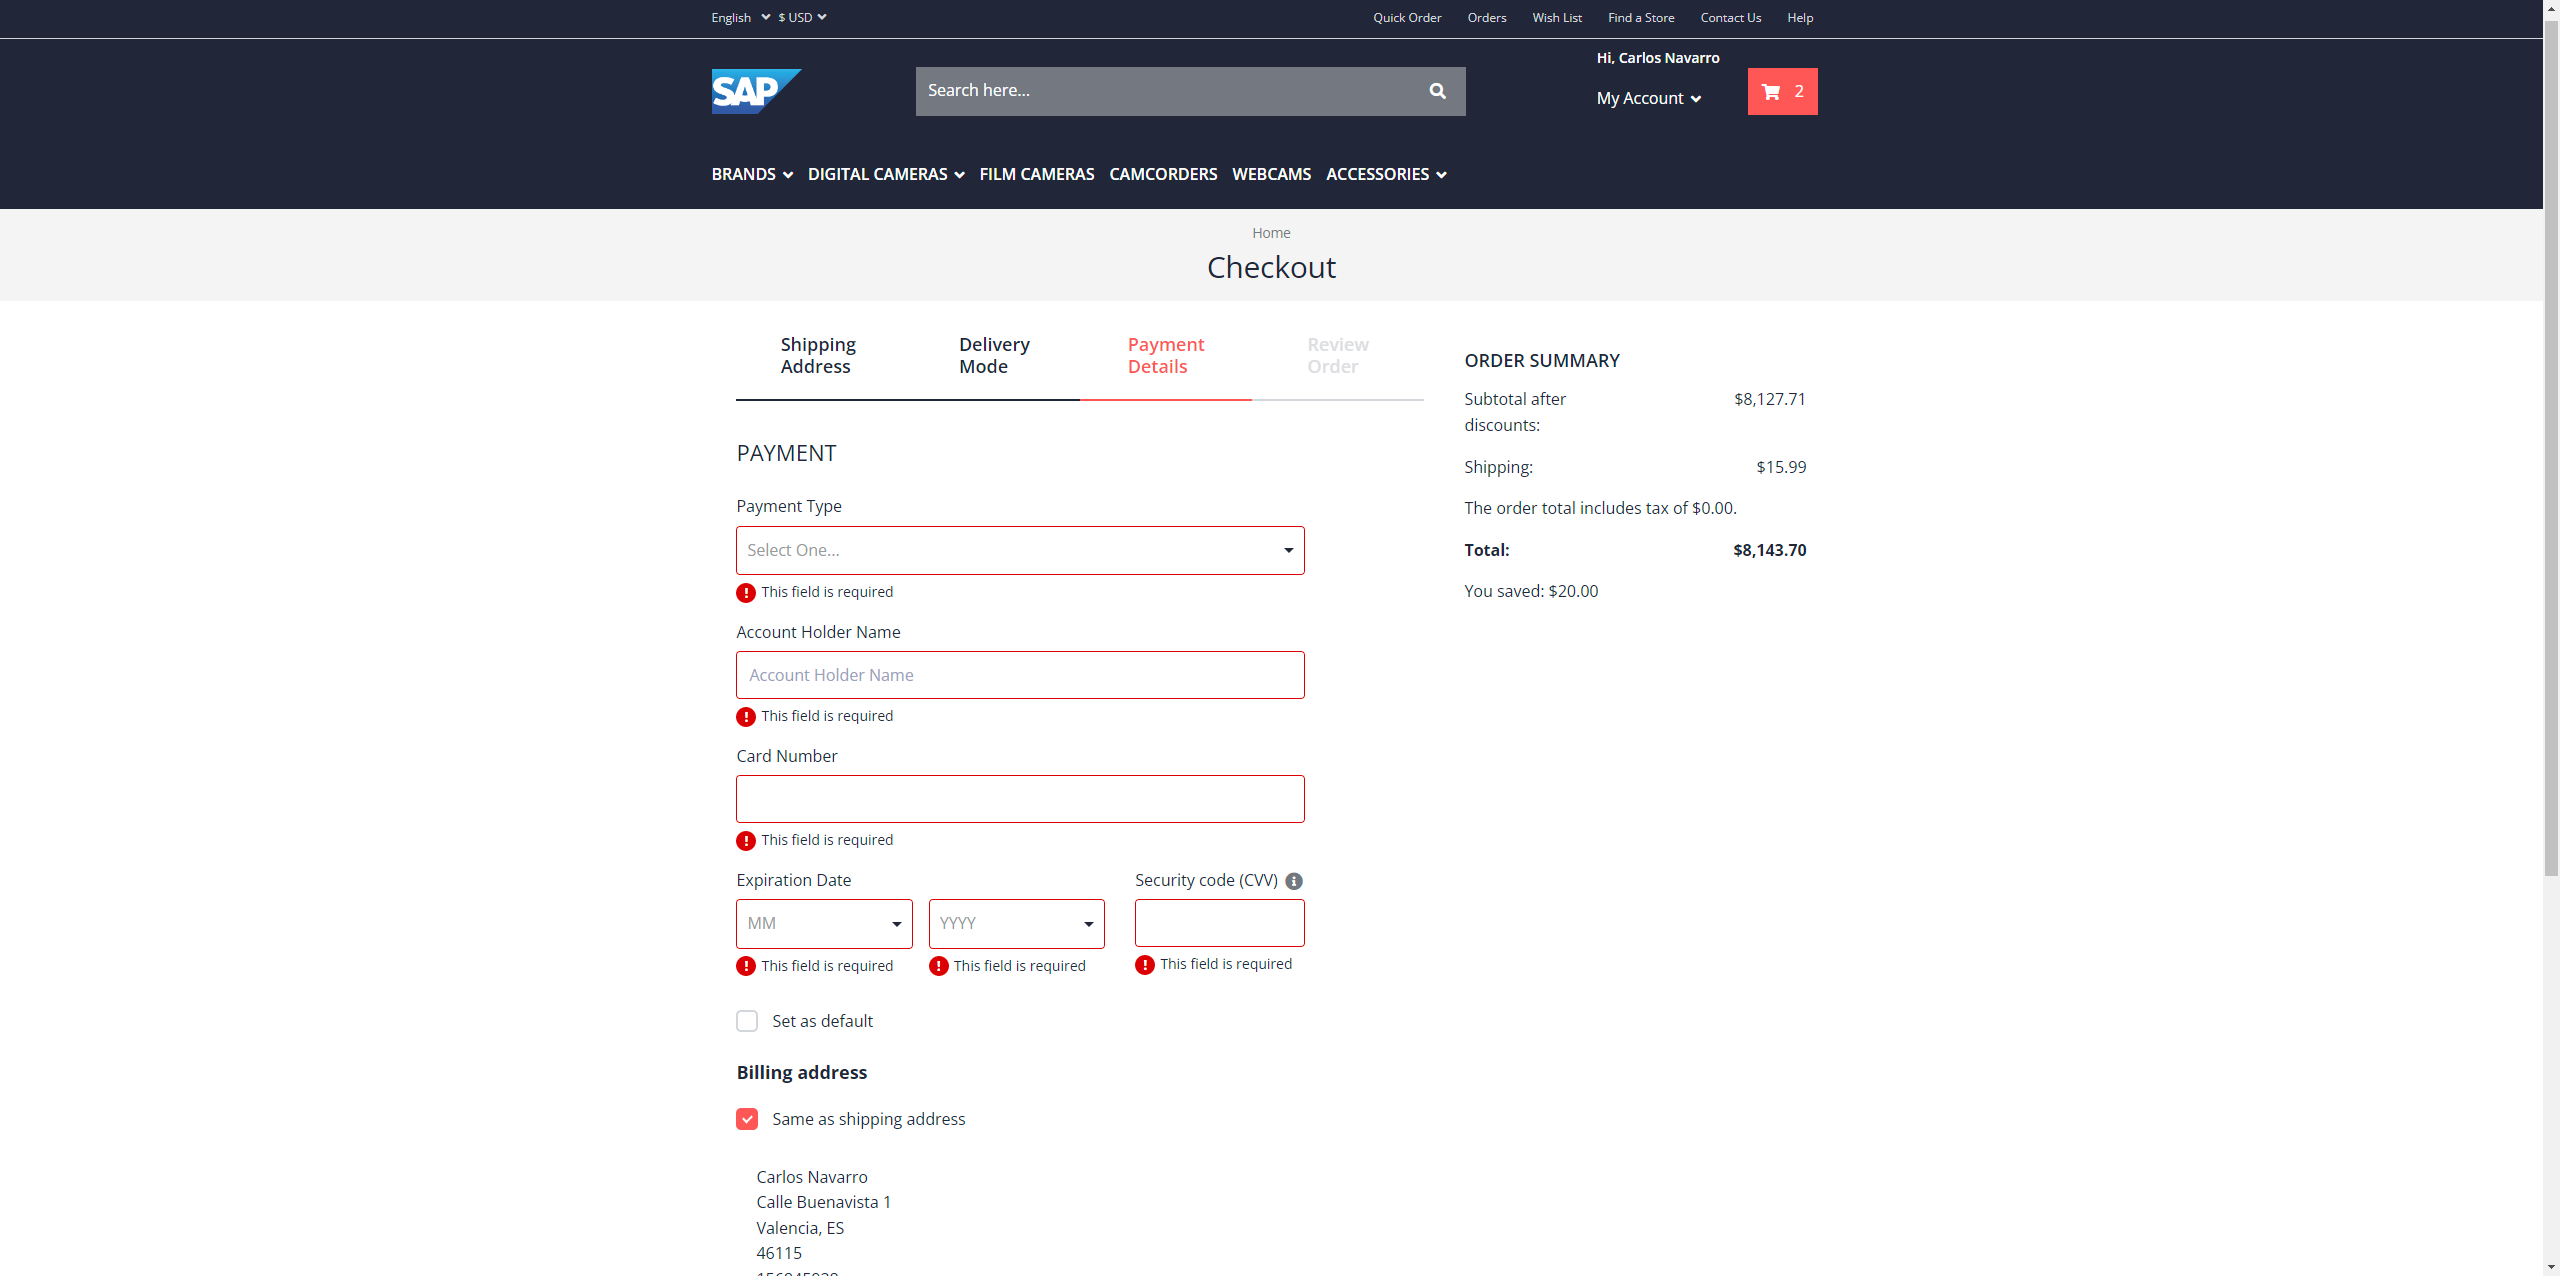 English $ USD Quick Order Orders Wish List Find a Store Contact Us Help
Hi, Carlos Navarro
SAP Search here... My Account 2
BRANDS DIGITAL CAMERAS FILM CAMERAS CAMCORDERS WEBCAMS ACCESSORIES
Home
Checkout
Shipping Address
Delivery Mode
Payment Details
Review Order
PAYMENT
Payment Type
Select One...
This field is required
Account Holder Name
Account Holder Name
This field is required
Card Number
This field is required
Expiration Date Security code (CVV)
MM YYYY
This field is required This field is required This field is required
Set as default
Billing address
Same as shipping address
Carlos Navarro
Calle Buenavista 1
Valencia, ES
46115
ORDER SUMMARY
Subtotal after discounts: $8,127.71
Shipping: $15.99
The order total includes tax of $0.00.
Total: $8,143.70
You saved: $20.00